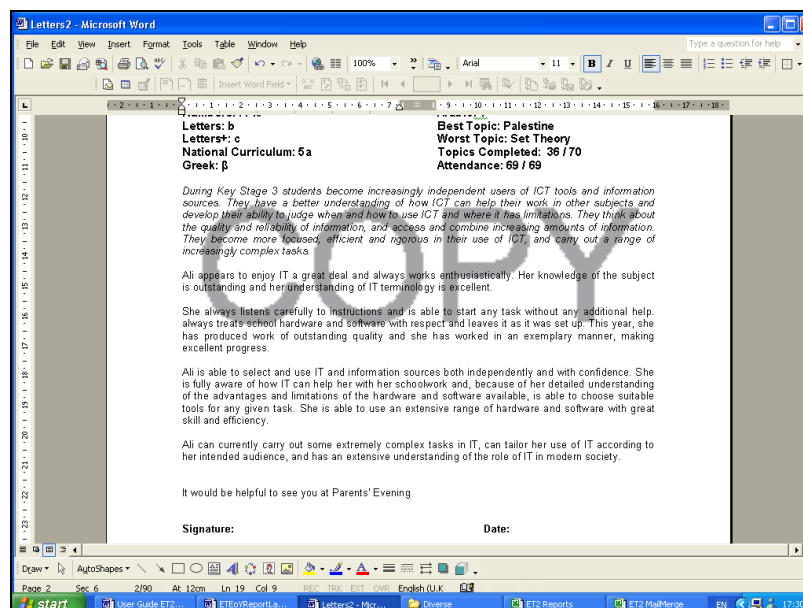 Letters2 - Microsoft Word
File Edit View Insert Format Tools Table Window Help
Type a question for help
100%
Arial
11
B I U
Insert Word Field
Letters: b
Best Topic: Palestine
Letters+: c
Worst Topic: Set Theory
National Curriculum: 5a
Topics Completed: 36 / 70
Greek: β
Attendance: 69 / 69
During Key Stage 3 students become increasingly independent users of ICT tools and information
sources. They have a better understanding of how ICT can help their work in other subjects and
develop their ability to judge when and how to use ICT and where it has limitations. They think about
the quality and reliability of information, and access and combine increasing amounts of information.
They become more focused, efficient and rigorous in their use of ICT, and carry out a range of
increasingly complex tasks.
COPY
Ali appears to enjoy IT a great deal and always works enthusiastically. Her knowledge of the subject
is outstanding and her understanding of IT terminology is excellent.
She always listens carefully to instructions and is able to start any task without any additional help.
always treats school hardware and software with respect and leaves it as it was set up. This year, she
has produced work of outstanding quality and she has worked in an exemplary manner, making
excellent progress.
Ali is able to select and use IT and information sources both independently and with confidence. She
is fully aware of how IT can help her with her schoolwork and, because of her detailed understanding
of the advantages and limitations of the hardware and software available, is able to choose suitable
tools for any given task. She is able to use an extensive range of hardware and software with great
skill and efficiency.
Ali can currently carry out some extremely complex tasks in IT, can tailor her use of IT according to
her intended audience, and has an extensive understanding of the role of IT in modern society.
It would be helpful to see you at Parents' Evening
Signature:
Date:
Draw AutoShapes
Page 2 Sec 6 2/90 At 12cm Ln 19 Col 9 REC TRK EXT OVR English (U.K
start User Guide ET2... ETEoYReportLa... Letters2 - Micr... Diverse ET2 Reports ET2 MailMerge EN 17:30